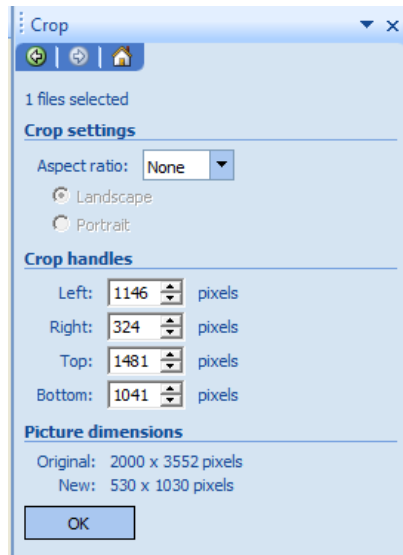 Crop
1 files selected
Crop settings
Aspect ratio: None
Landscape
Portrait
Crop handles
Left: 1146 pixels
Right: 324 pixels
Top: 1481 pixels
Bottom: 1041 pixels
Picture dimensions
Original: 2000 x 3552 pixels
New: 530 x 1030 pixels
OK